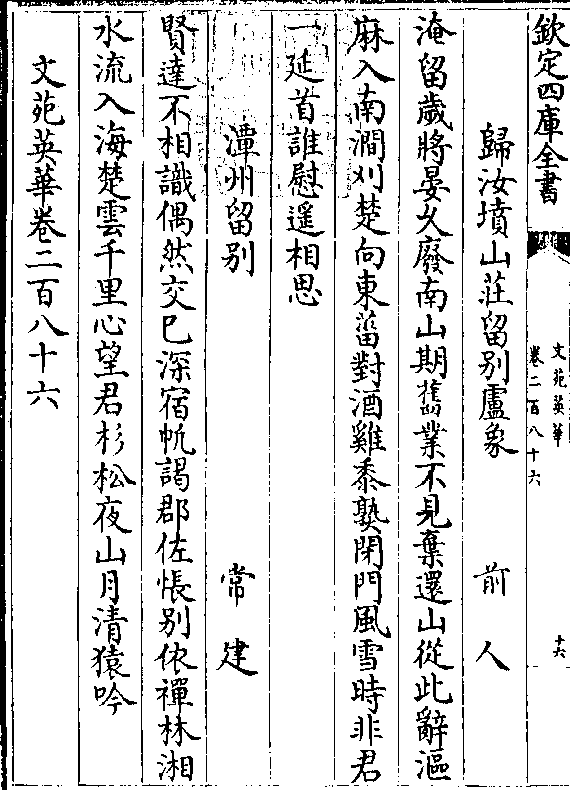 欽定四庫全書
文苑英華
卷二百八十六
十六
歸汝墳山莊留別盧象 前人
淹留歲將晏乆廢南山期舊業不見棄還山從此辭漚
麻入南澗刈楚向東菑對酒雞黍熟閉門風雪時非君
一延首誰慰遥相思
潭州留别 常建
賢達不相識偶然交已深宿帆謁郡佐悵别依禪林湘
水流入海楚雲千里心望君杉松夜山月清猿吟
文苑英華卷二百八十六